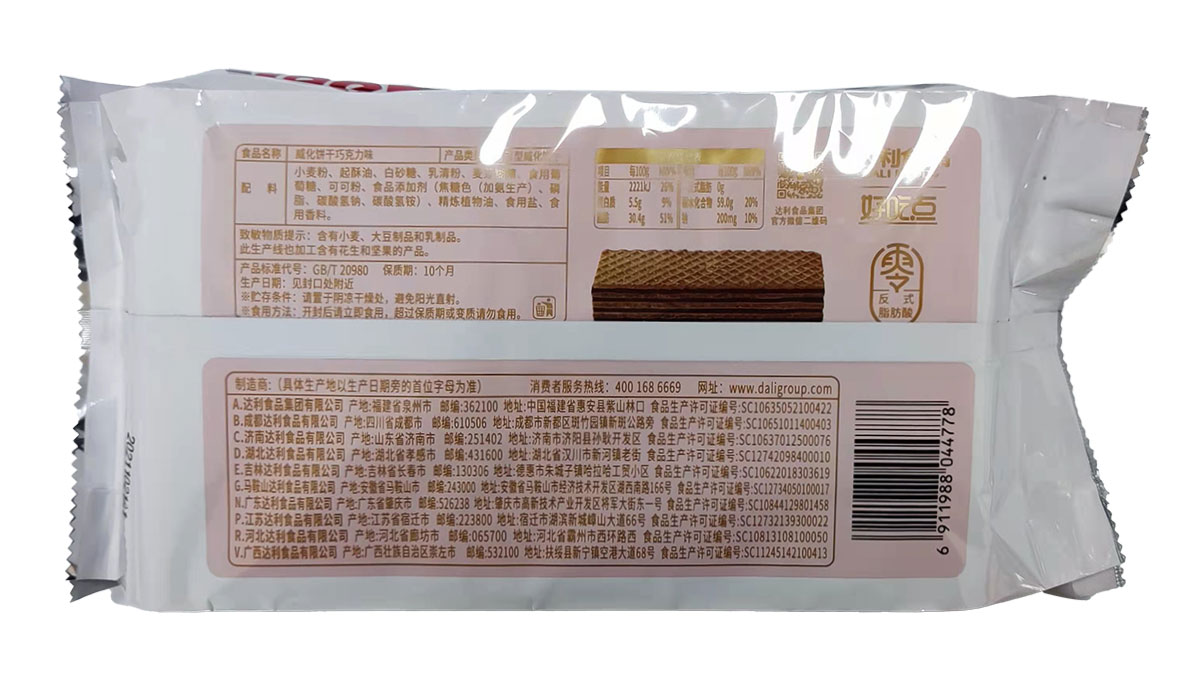 食品名称 威化饼干巧克力味 产品类 型威化
配 料 小麦粉、起酥油、白砂糖、乳清粉、麦 食用葡
萄糖、可可粉、食品添加剂(焦糖色(加氨生产)、磷
脂、碳酸氢钠、碳酸氢铵)、精炼植物油、食用盐、食
用香料。
致敏物质提示:含有小麦、大豆制品和乳制品。
此生产线也加工含有花生和坚果的产品。
产品标准代号:GB/T 20980 保质期:10个月
生产日期:见封口处附近
※贮存条件:请置于阴凉干燥处,避免阳光直射。
※食用方法:开封后请立即食用,超过保质期或变质请勿食用。
项目 每100g
能量 2221kJ 26% 0g
蛋白质 5.5g 9% 碳水化合物 59.0g 20%
脂肪 30.4g 51% 钠 200mg 10%
达利食品集团
官方微信二维码
好吃点
零
反式
脂肪酸
制造商:(具体生产地以生产日期旁的首位字母为准) 消费者服务热线:400 168 6669 网址:www.daligroup.com
A.达利食品集团有限公司 产地:福建省泉州市 邮编:362100 地址:中国福建省惠安县紫山林口 食品生产许可证编号:SC10635052100422
B.成都达利食品有限公司 产地:四川省成都市 邮编:610506 地址:成都市新都区斑竹园镇新斑公路旁 食品生产许可证编号:SC10651011400403
C.济南达利食品有限公司 产地:山东省济南市 邮编:251402 地址:济南市济阳县孙耿开发区 食品生产许可证编号:SC10637012500076
D.湖北达利食品有限公司 产地:湖北省孝感市 邮编:431600 地址:湖北省汉川市新河镇老街 食品生产许可证编号:SC12742098400010
E.吉林达利食品有限公司 产地:吉林省长春市 邮编:130306 地址:德惠市朱城子镇哈拉哈工贸小区 食品生产许可证编号:SC10622018303619
G.马鞍山达利食品有限公司 产地:安徽省马鞍山市 邮编:243000 地址:安徽省马鞍山市经济技术开发区湖西南路166号 食品生产许可证编号:SC11734050100017
N.广东达利食品有限公司 产地:广东省肇庆市 邮编:526238 地址:肇庆市高新技术产业开发区将军大街东一号 食品生产许可证编号:SC10844129801458
P.江苏达利食品有限公司 产地:江苏省宿迁市 邮编:223800 地址:宿迁市湖滨新城嶂山大道66号 食品生产许可证编号:SC12732139300022
R.河北达利食品有限公司 产地:河北省廊坊市 邮编:065700 地址:河北省霸州市西环路西 食品生产许可证编号:SC10813108100050
V.广西达利食品有限公司 产地:广西壮族自治区崇左市 邮编:532100 地址:扶绥县新宁镇空港大道68号 食品生产许可证编号:SC11245142100413
6 911988 044778